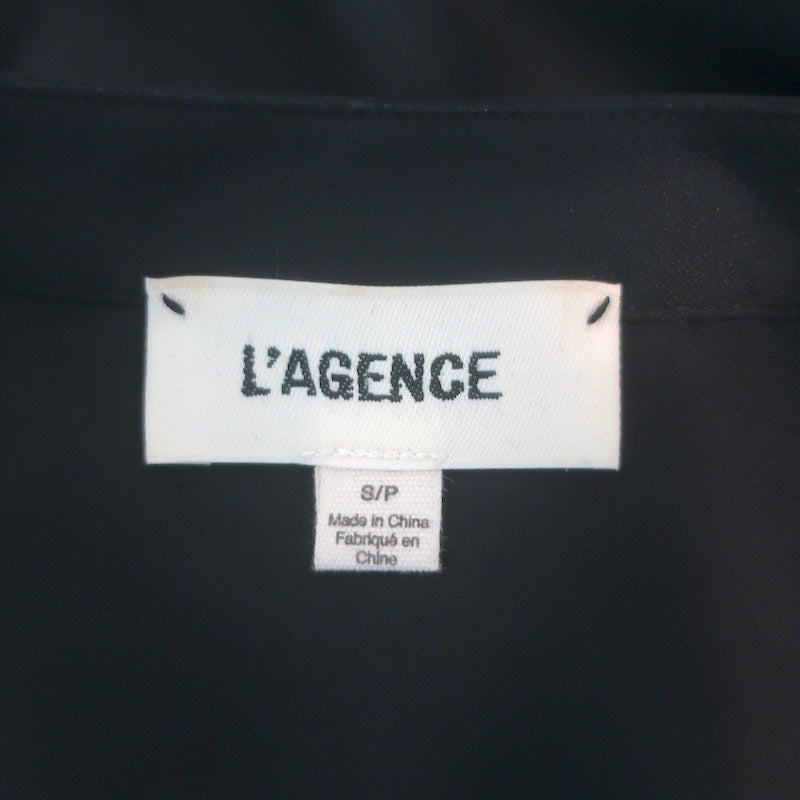 L'AGENCE
S/P
Made in China
Fabriqué en
Chine